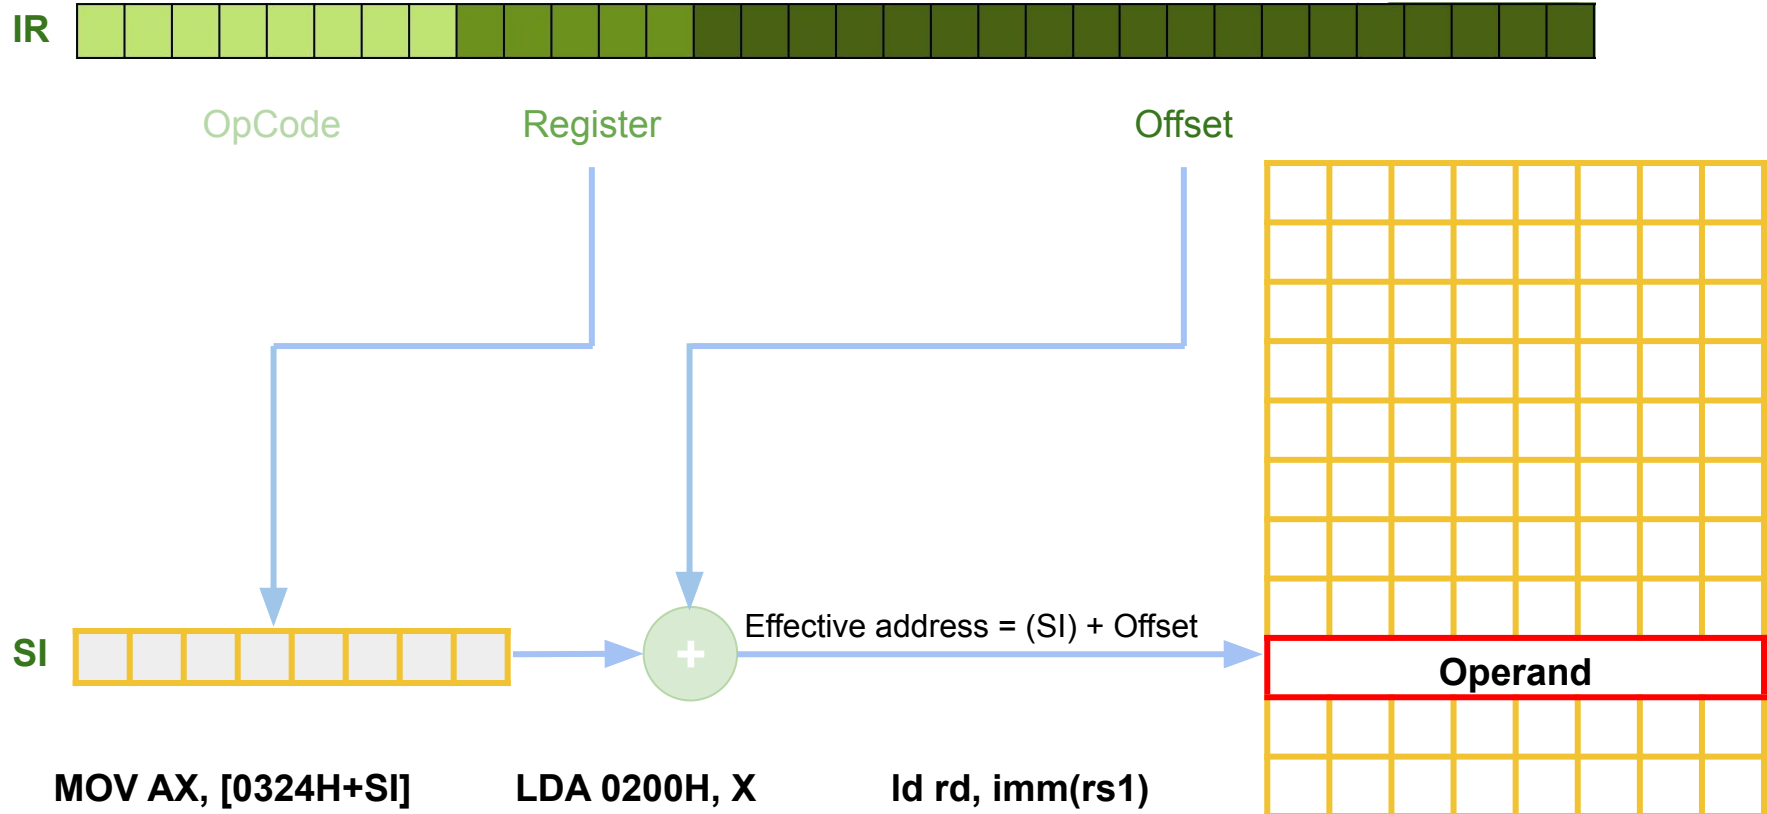 IR
OpCode
Register
Offset
Effective address = (SI) + Offset
SI
+
Operand
MOV AX, [0324H+SI]
LDA 0200H, X
ld rd, imm(rs1)